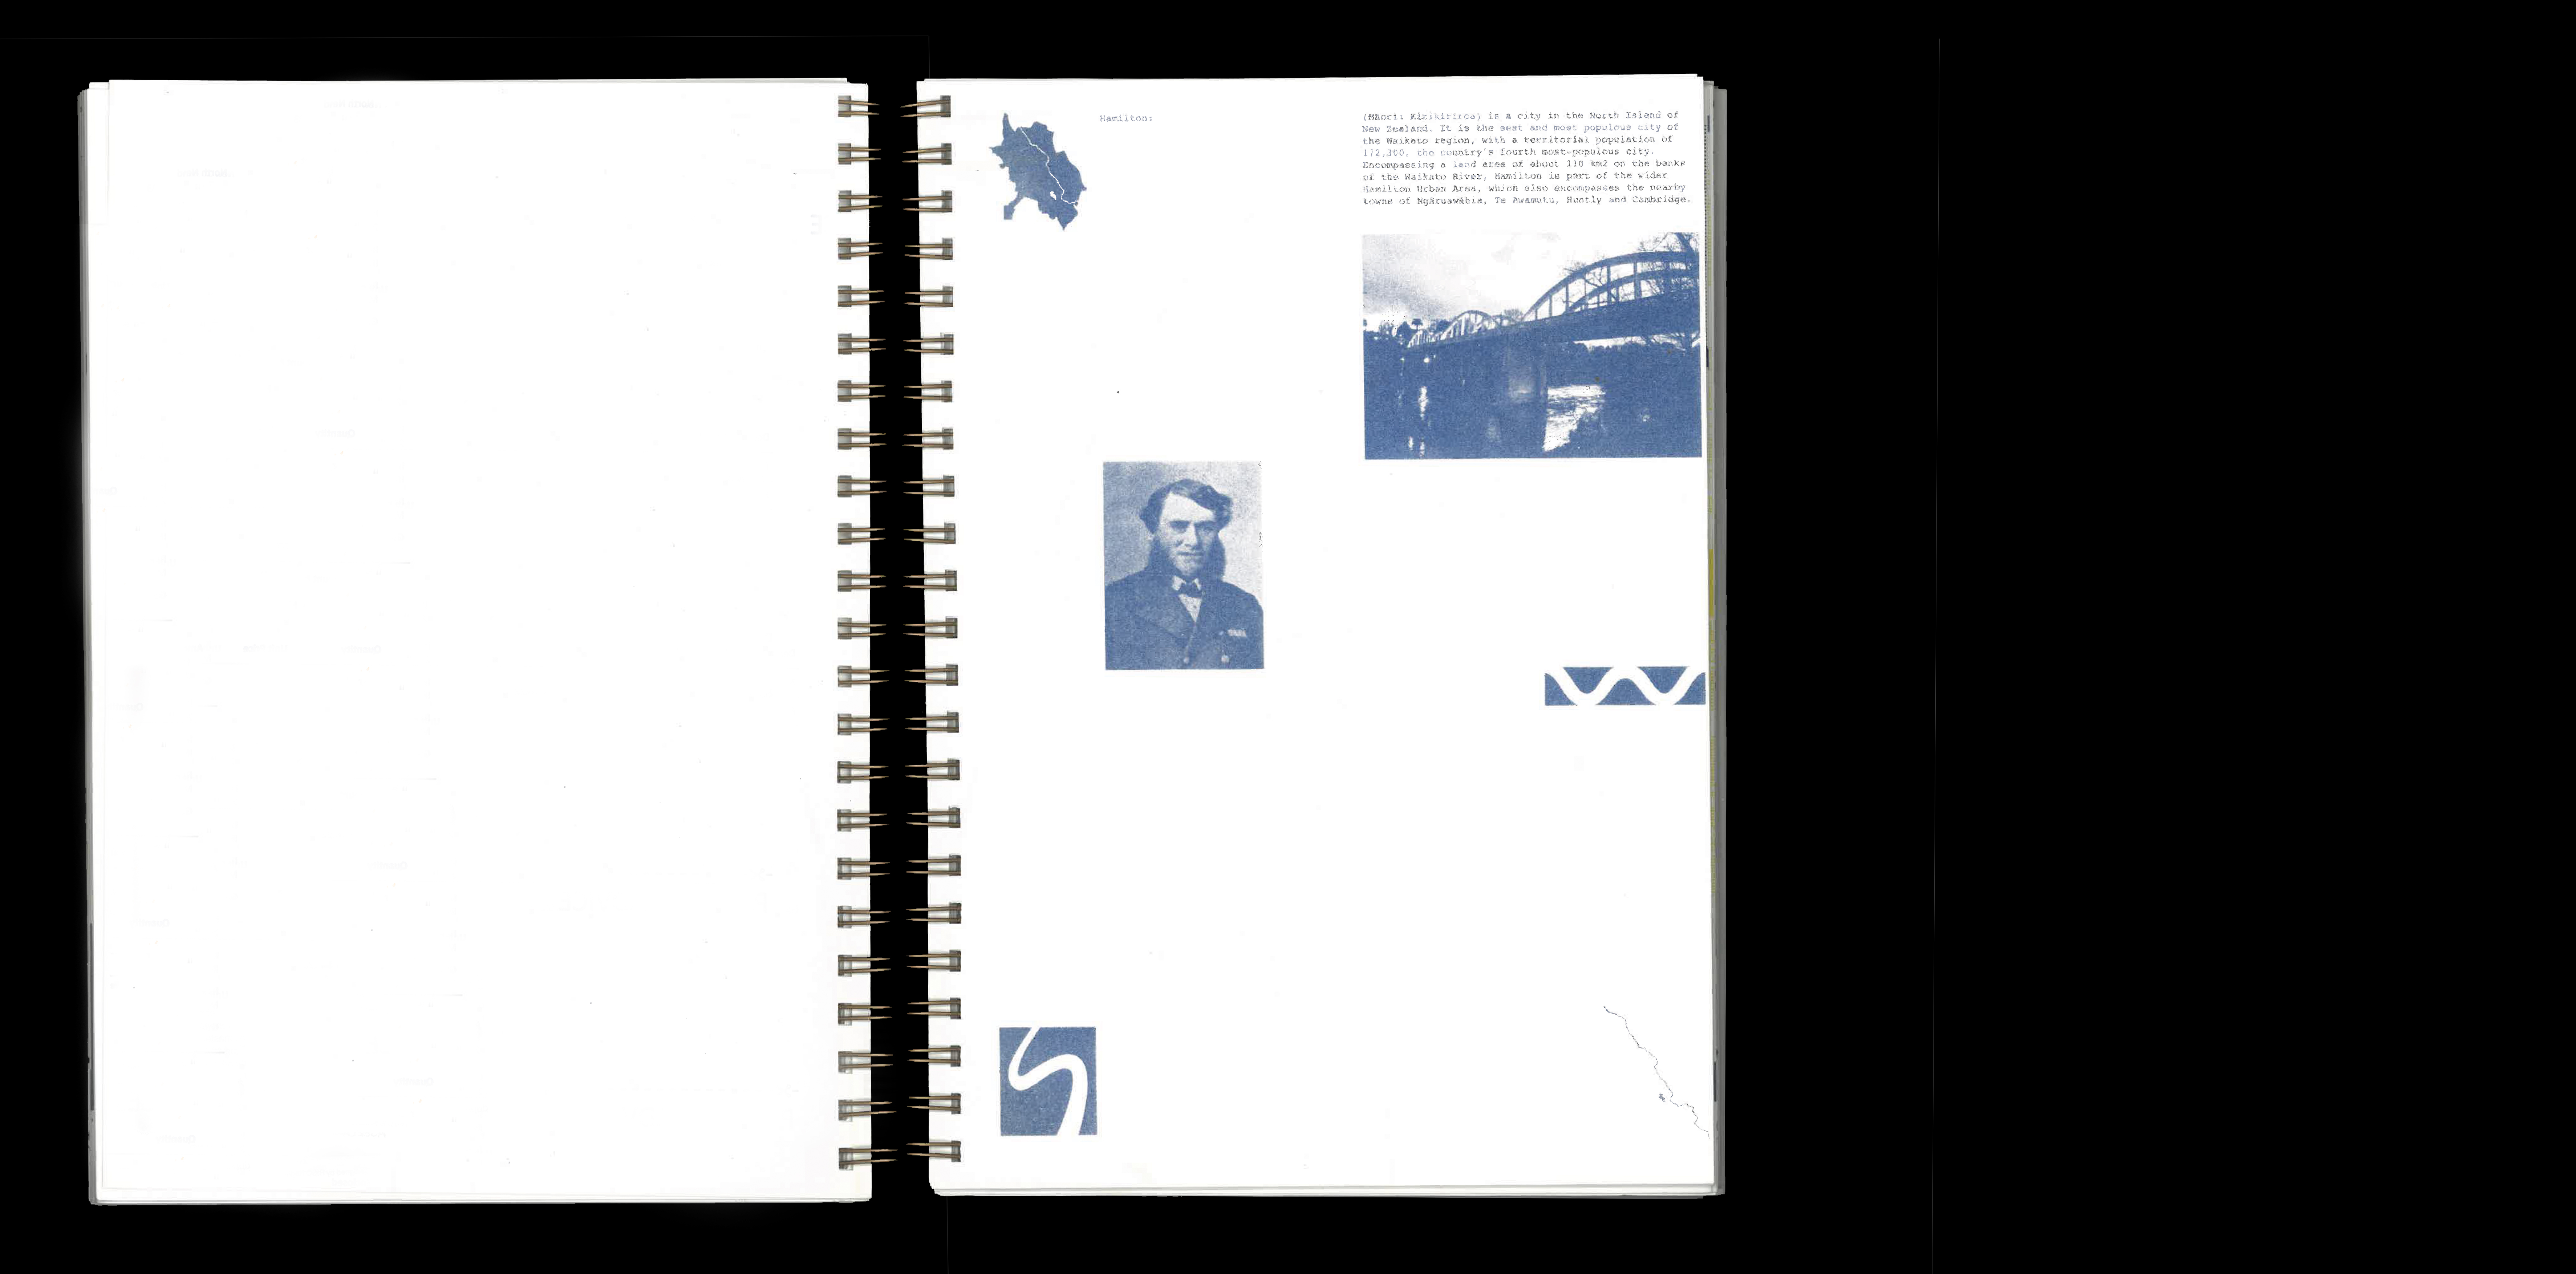 Hamilton:
(Māori: Kirikiriroa) is a city in the North Island of
New Zealand. It is the seat and most populous city of
the Waikato region, with a territorial population of
172,300, the country's fourth most-populous city.
Encompassing a land area of about 110 km2 on the banks
of the Waikato River, Hamilton is part of the wider
Hamilton Urban Area, which also encompasses the nearby
towns of Ngāruawāhia, Te Awamutu, Huntly and Cambridge.